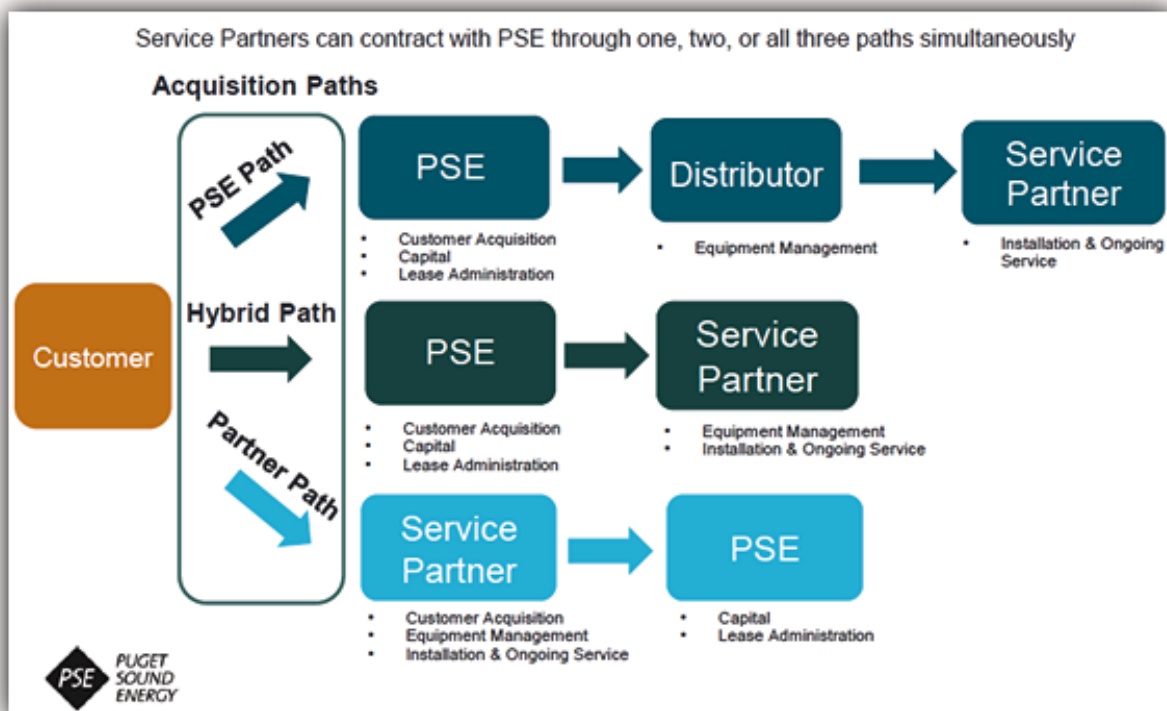 Service Partners can contract with PSE through one, two, or all three paths simultaneously
Acquisition Paths
PSE Path
PSE
• Customer Acquisition
• Capital
• Lease Administration
Distributor
• Equipment Management
Service
Partner
• Installation & Ongoing
Service
Customer
Hybrid Path
PSE
• Customer Acquisition
• Capital
• Lease Administration
Service
Partner
• Equipment Management
• Installation & Ongoing Service
Partner Path
Service
Partner
• Customer Acquisition
• Equipment Management
• Installation & Ongoing Service
PSE
• Capital
• Lease Administration
PSE
PUGET
SOUND
ENERGY